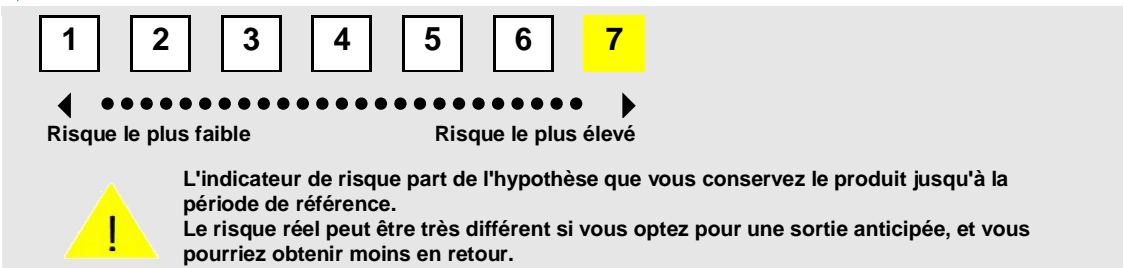 1 2 3 4 5 6 7
Risque le plus faible Risque le plus élevé
L'indicateur de risque part de l'hypothèse que vous conservez le produit jusqu'à la
période de référence.
! Le risque réel peut être très différent si vous optez pour une sortie anticipée, et vous
pourriez obtenir moins en retour.